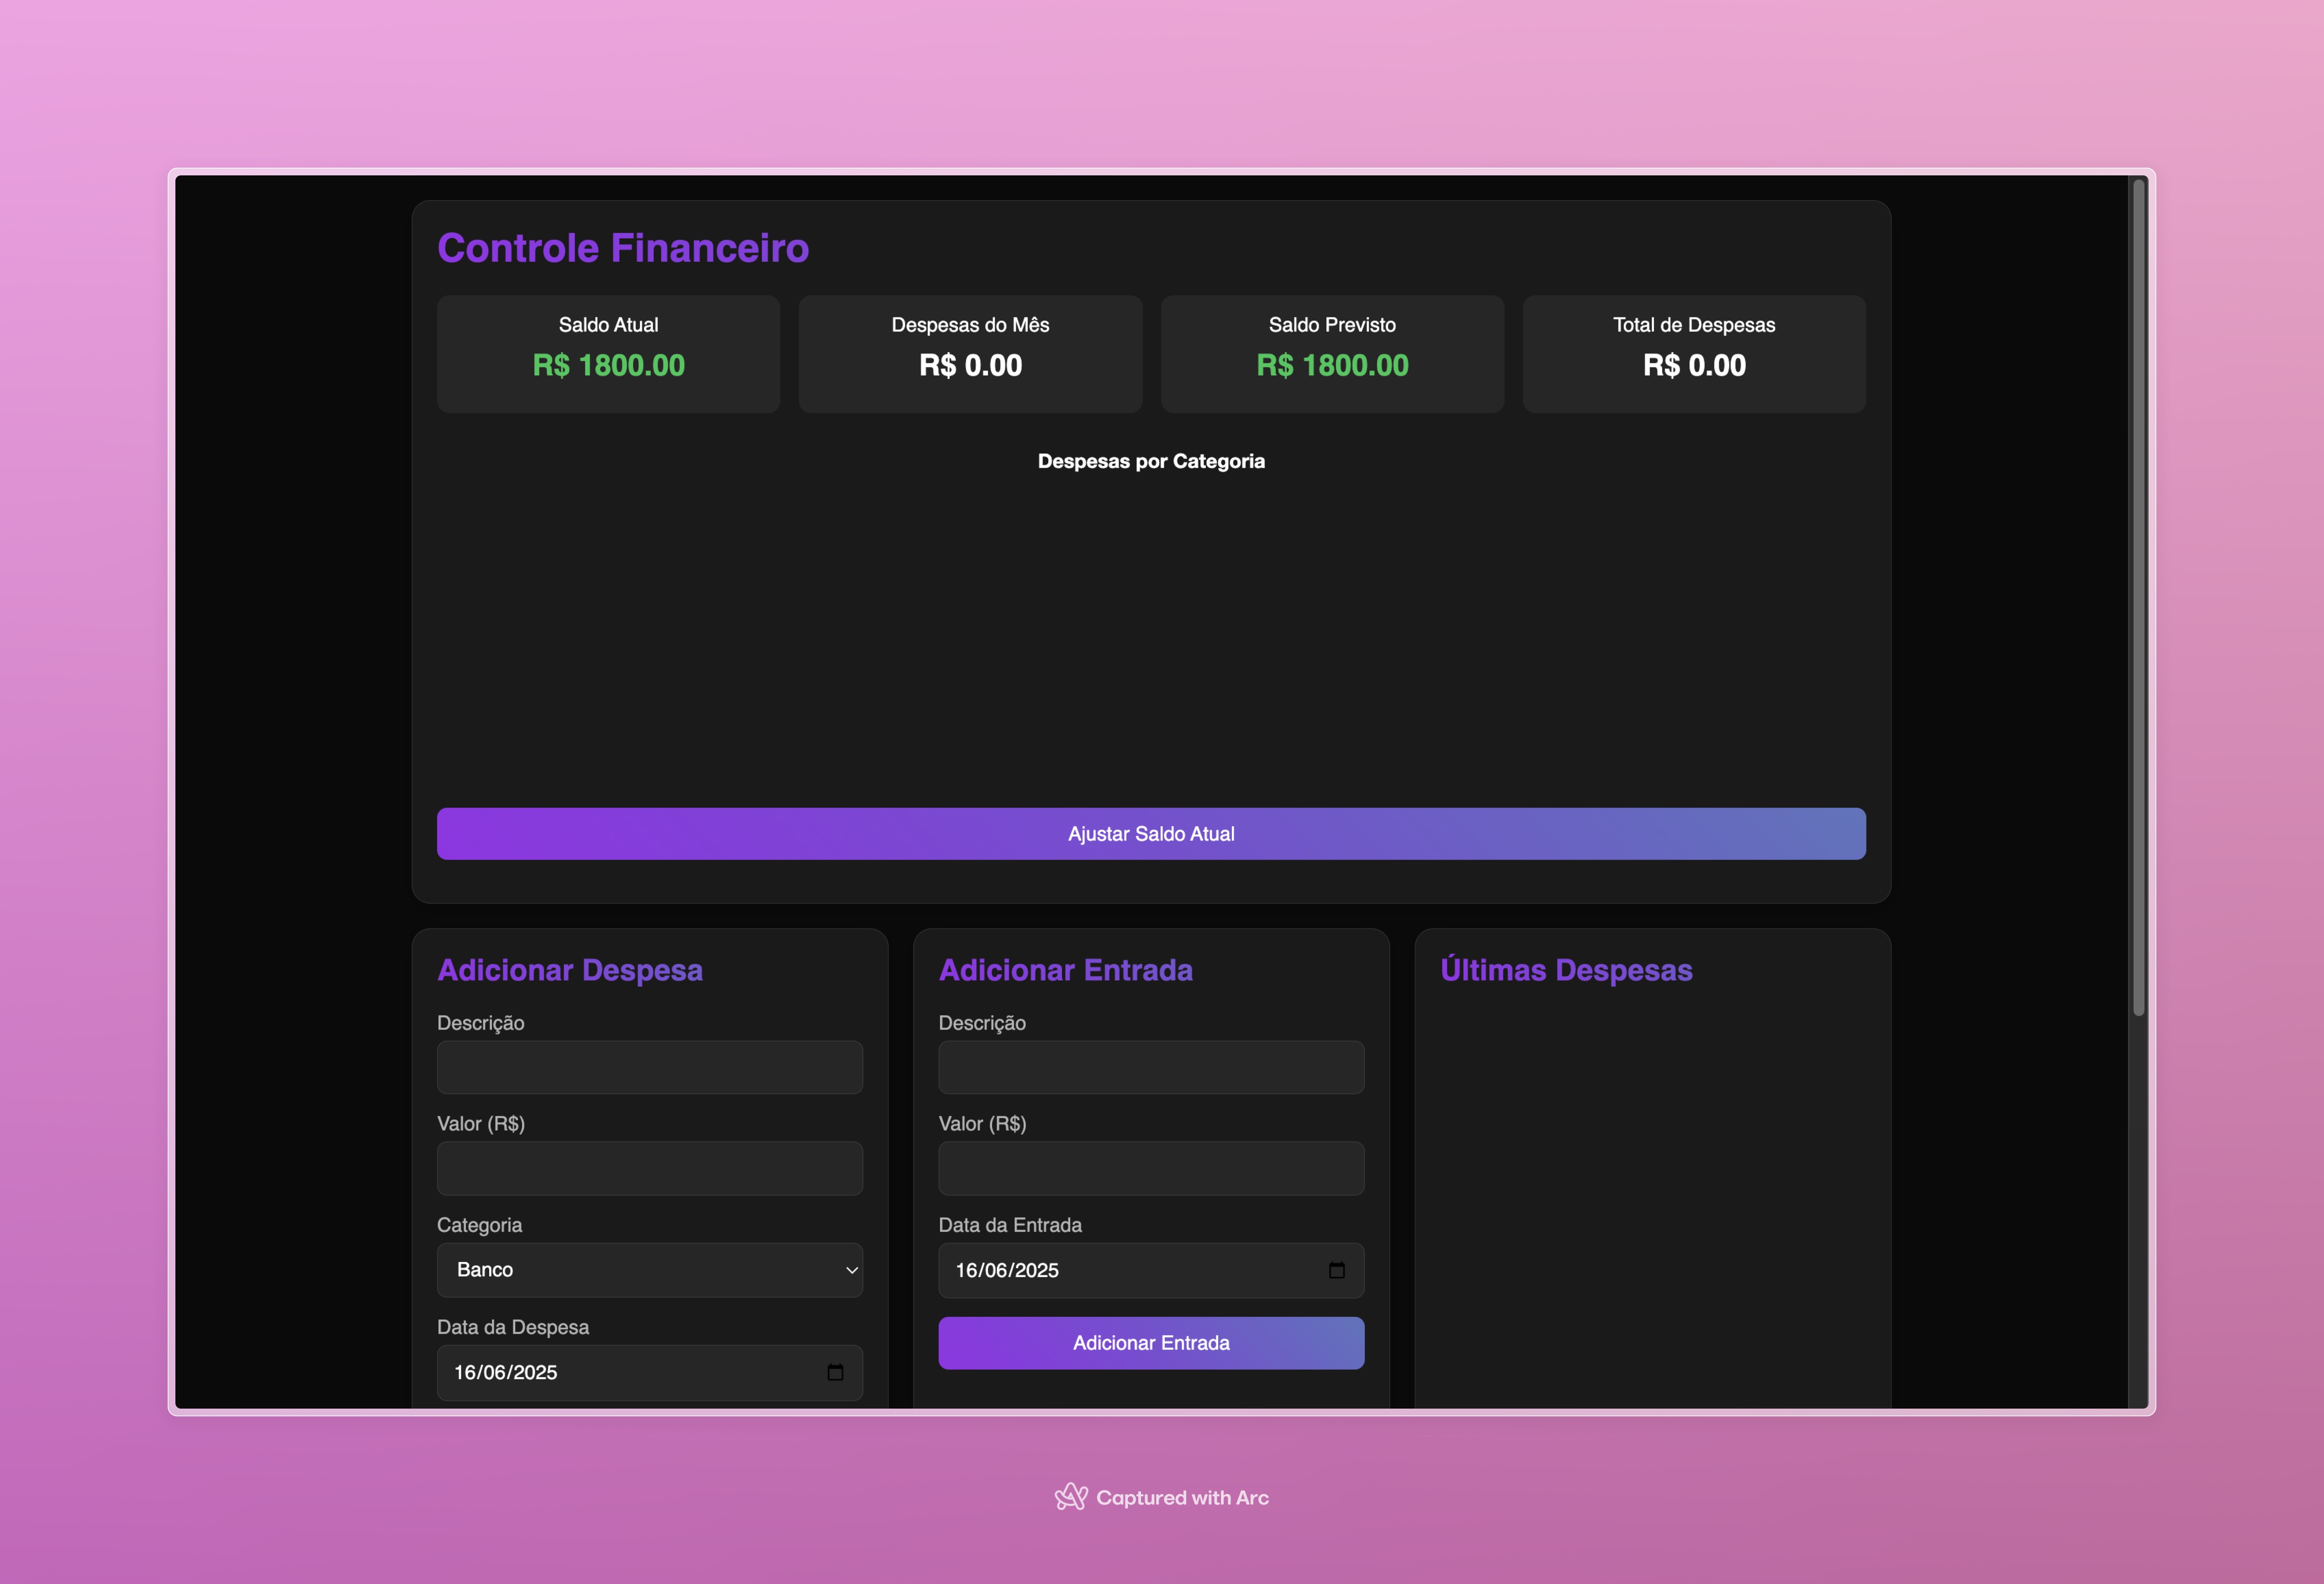 Controle Financeiro
Saldo Atual
R$ 1800.00
Despesas do Mês
R$ 0.00
Saldo Previsto
R$ 1800.00
Total de Despesas
R$ 0.00
Despesas por Categoria
Ajustar Saldo Atual
Adicionar Despesa
Descrição
Valor (R$)
Categoria
Banco
Data da Despesa
16/06/2025
Adicionar Entrada
Descrição
Valor (R$)
Data da Entrada
16/06/2025
Adicionar Entrada
Últimas Despesas
Captured with Arc